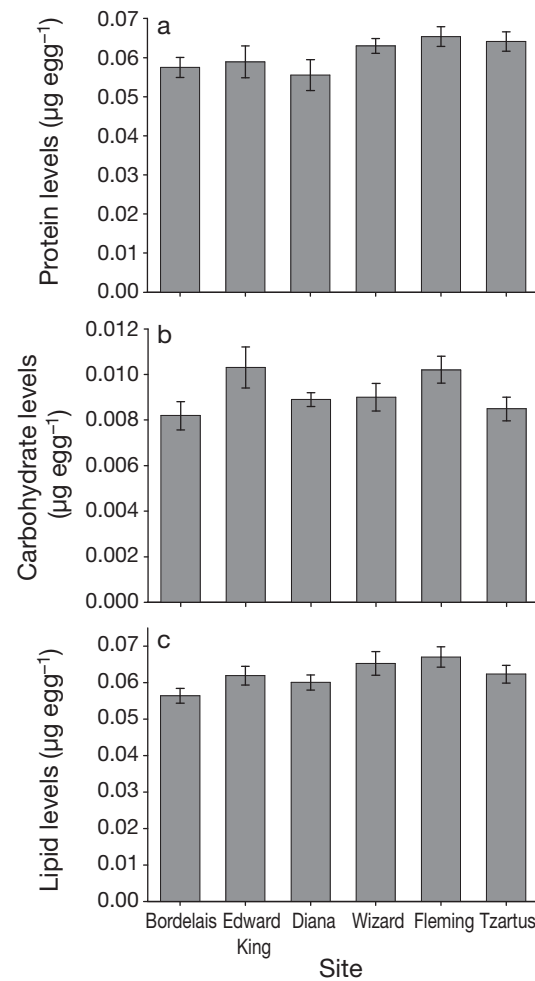 a
Protein levels (µg egg⁻¹)
0.07
0.06
0.05
0.04
0.03
0.02
0.01
0.00
b
Carbohydrate levels
(µg egg⁻¹)
0.012
0.010
0.008
0.006
0.004
0.002
0.000
c
Lipid levels (µg egg⁻¹)
0.07
0.06
0.05
0.04
0.03
0.02
0.01
0.00
Bordelais Edward King Diana Wizard Fleming Tzartus
Site